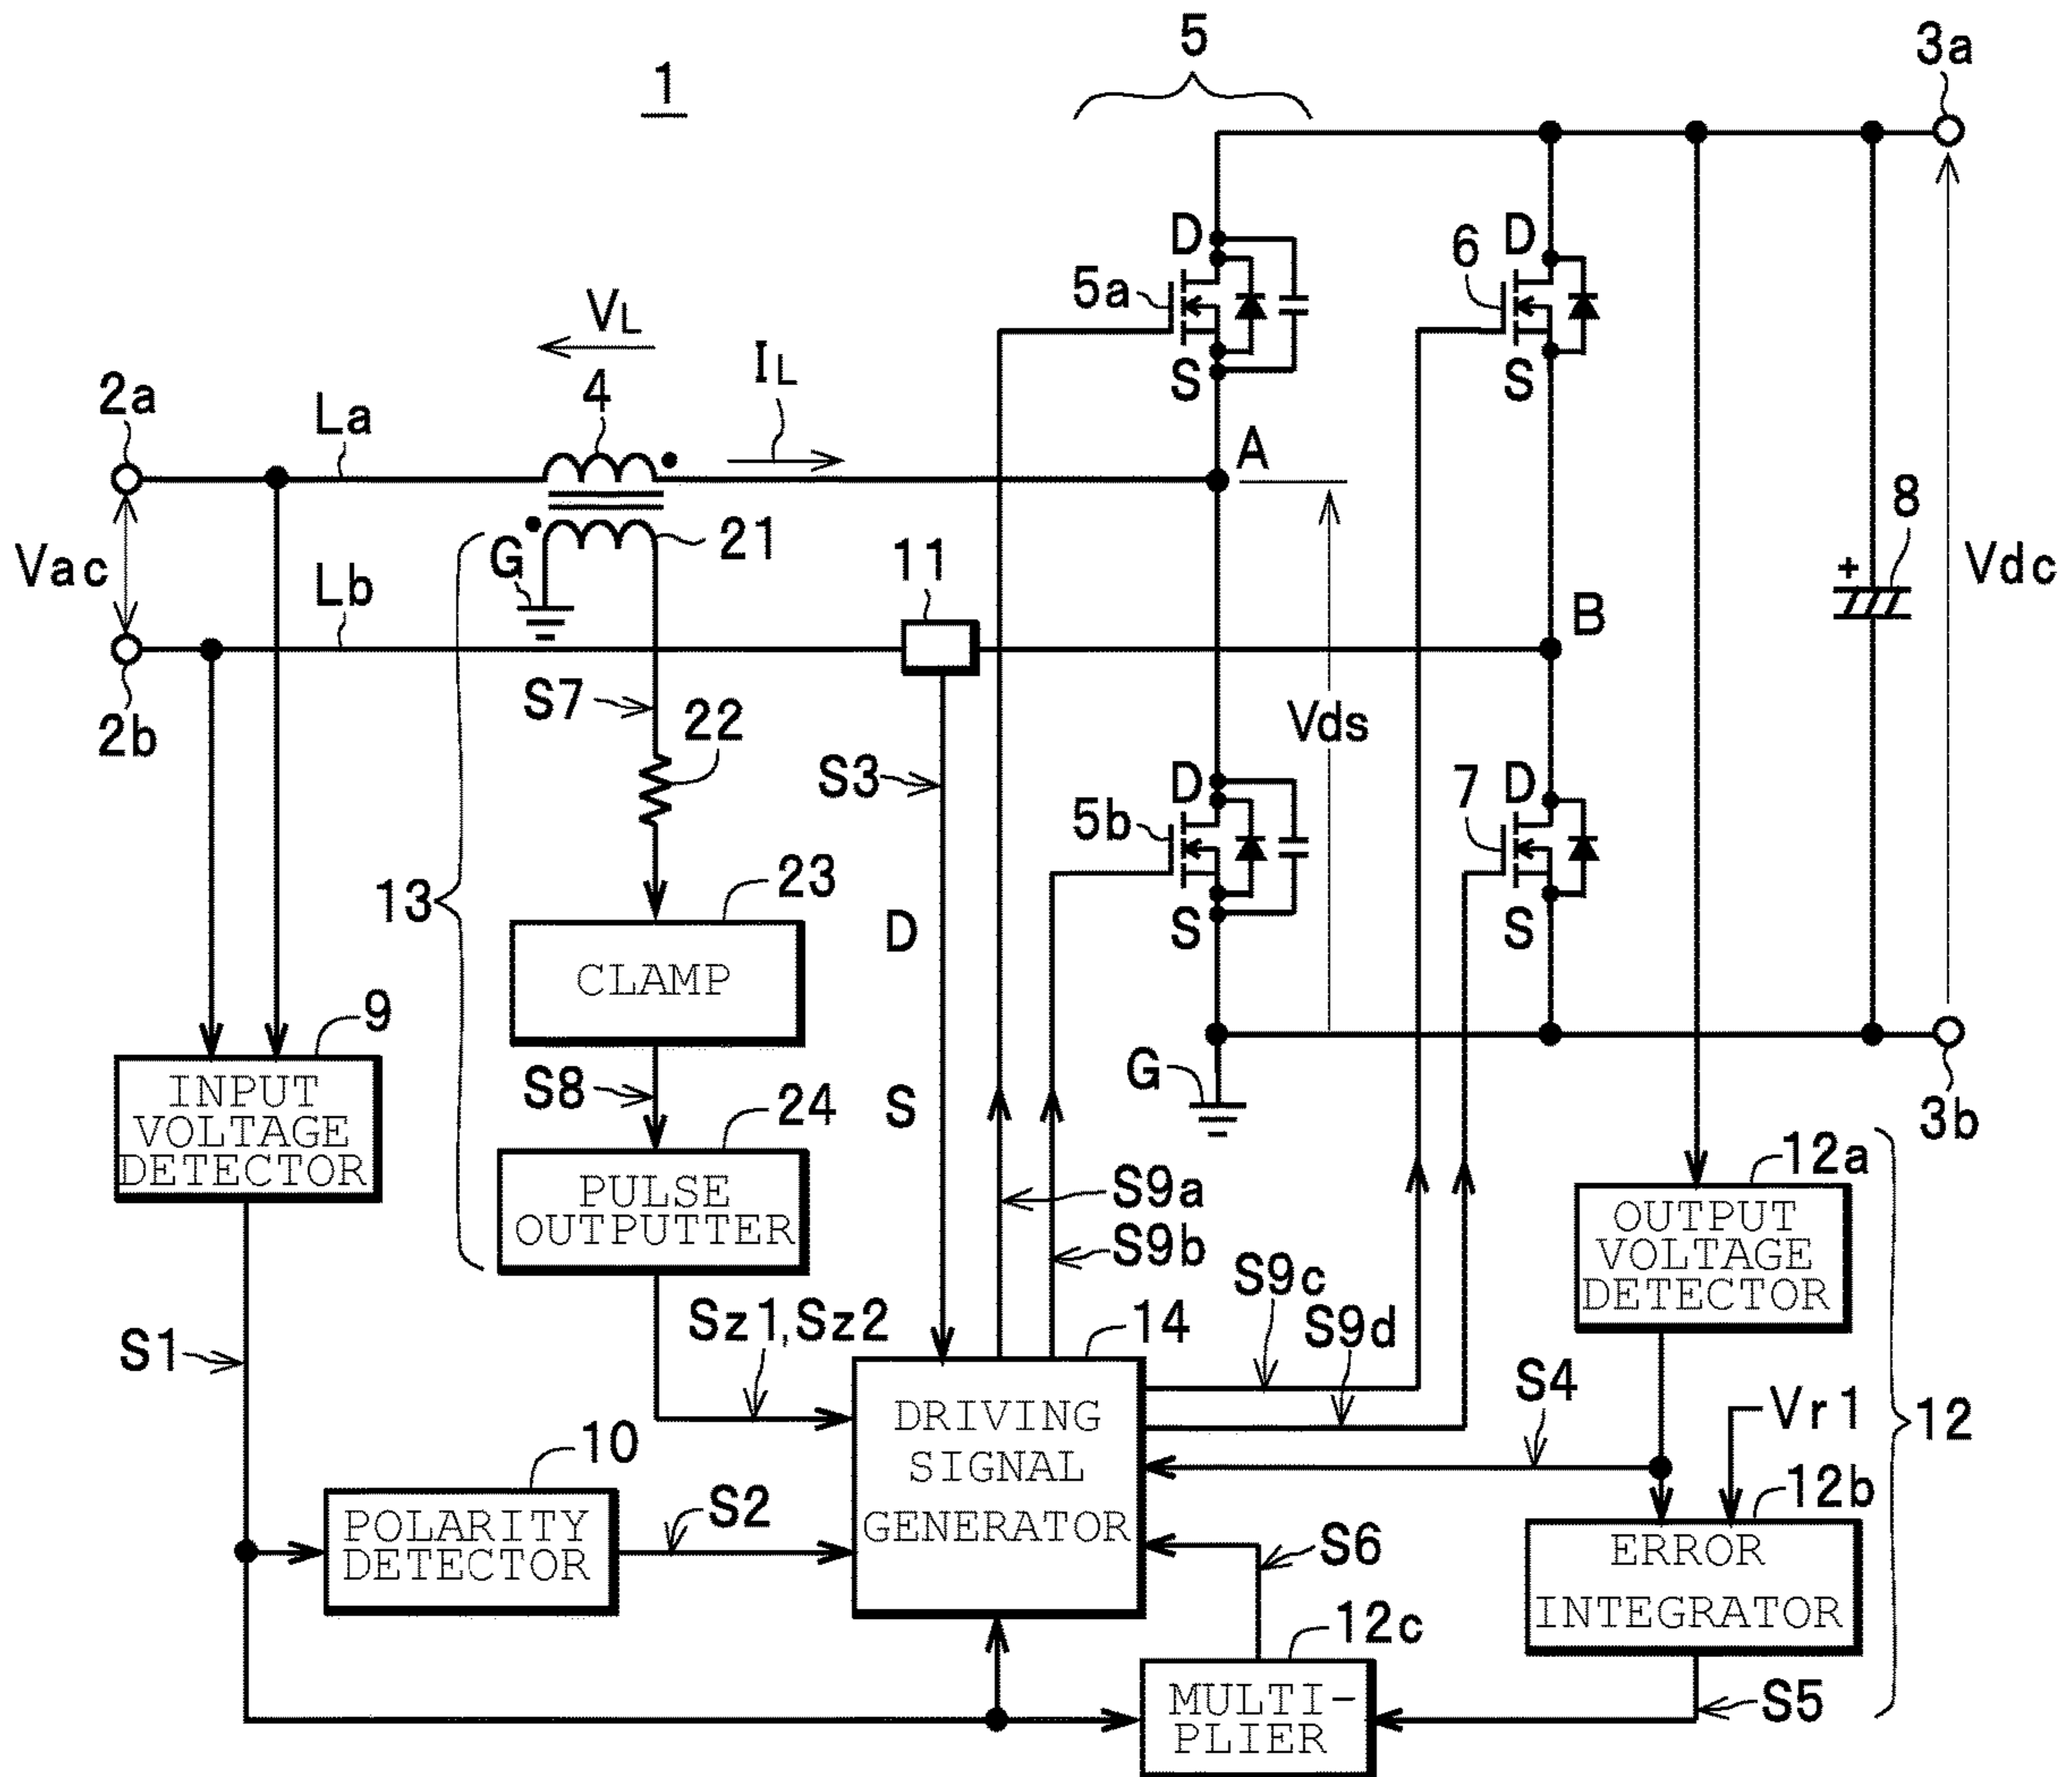 1
5
3a
D
D
6
5a
VL
IL
S
S
2a
4
La
A
8
+
Vac
G
21
11
Vdc
Lb
B
2b
S7
22
S3
Vds
D
D
7
5b
13
23
CLAMP
D
S
S
9
INPUT
VOLTAGE
DETECTOR
S8
24
S
G
3b
PULSE
OUTPUTTER
S9a
S9b
12a
OUTPUT
VOLTAGE
DETECTOR
S9c
S9d
Sz1,Sz2
14
S1
S4
Vr1
12
DRIVING
SIGNAL
GENERATOR
10
POLARITY
DETECTOR
S2
12b
ERROR
INTEGRATOR
S6
12c
MULTI-
PLIER
S5